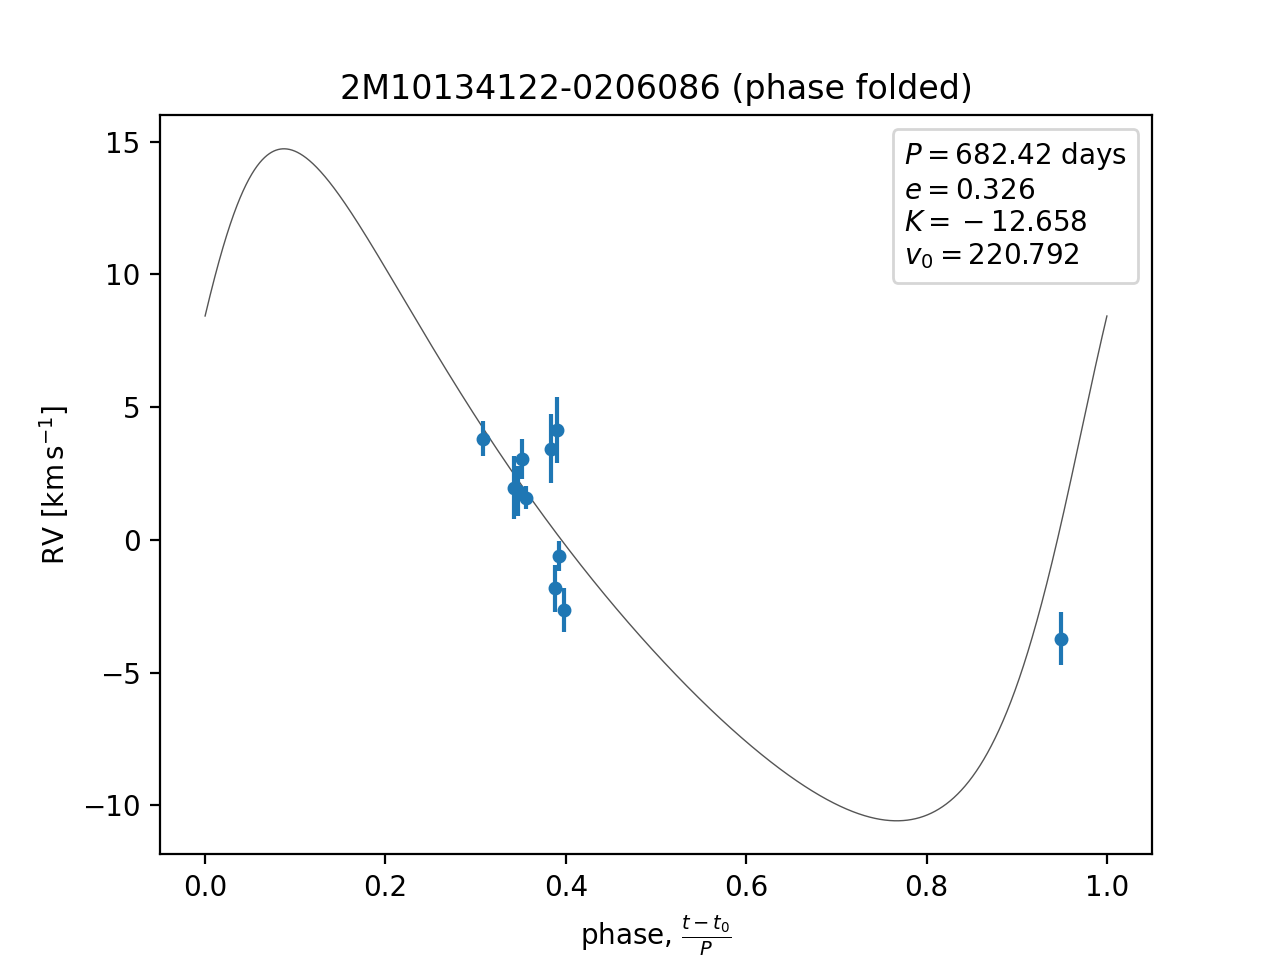 2M10134122-0206086 (phase folded)
P = 682.42 days
e = 0.326
K = − 12.658
v₀ = 220.792
15
10
5
0
−5
−10
RV [km s⁻¹]
0.0 0.2 0.4 0.6 0.8 1.0
phase, (t − t₀)/P